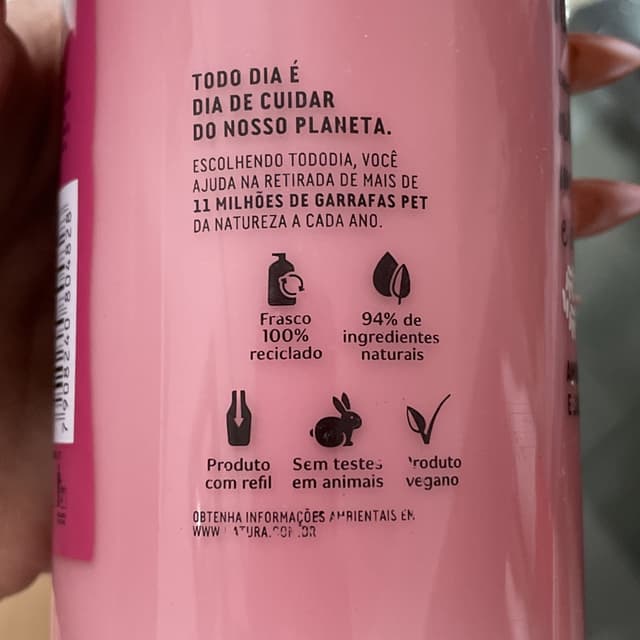 TODO DIA É
DIA DE CUIDAR
DO NOSSO PLANETA.
ESCOLHENDO TODODIA, VOCÊ
AJUDA NA RETIRADA DE MAIS DE
11 MILHÕES DE GARRAFAS PET
DA NATUREZA A CADA ANO.
Frasco
100%
reciclado
94% de
ingredientes
naturais
Produto
com refil
Sem testes
em animais
roduto
vegano
OBTENHA INFORMAÇÕES AMBIENTAIS EM
7908240804828